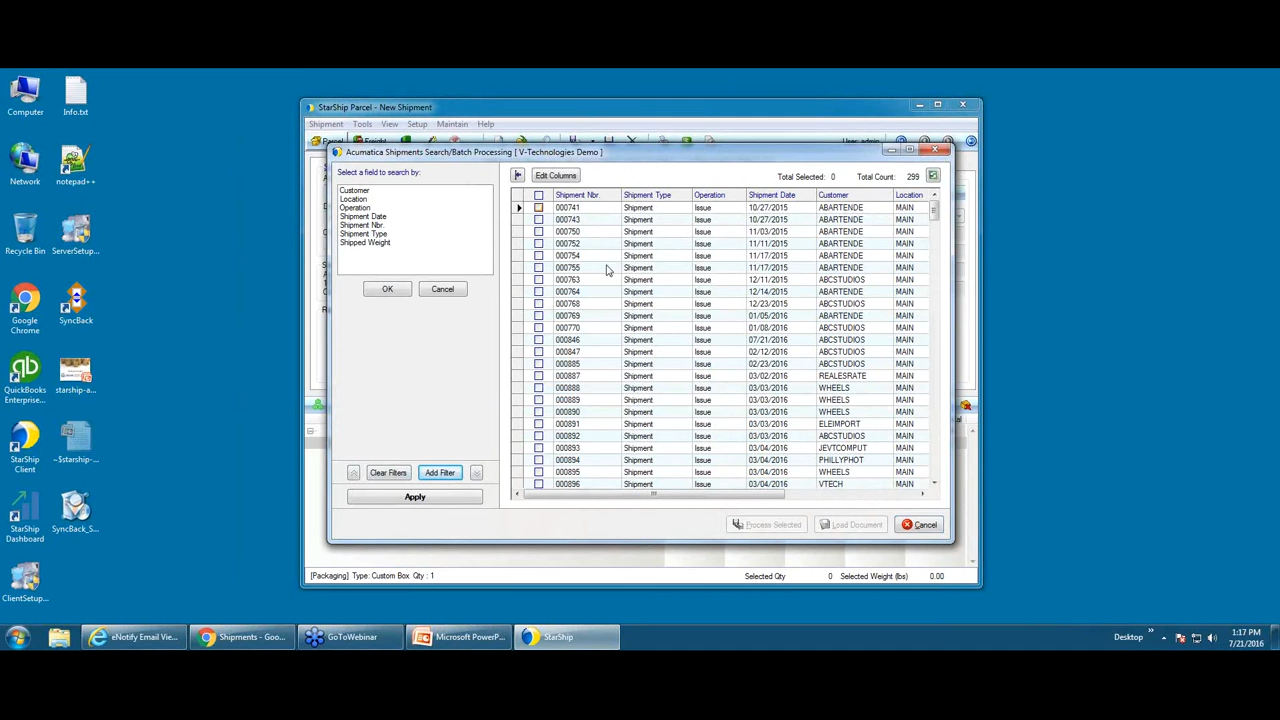 Computer
Info.txt
Network
notepad++
Recycle Bin
ServerSetup...
Google
Chrome
SyncBack
QuickBooks
Enterprise...
starship-a...
StarShip
Client
~$starship-...
StarShip
Dashboard
SyncBack_S...
ClientSetup...
StarShip Parcel - New Shipment
Shipment Tools View Setup Maintain Help
Parcel Freight User: admin
Acumatica Shipments Search/Batch Processing [ V-Technologies Demo ]
Select a field to search by:
Customer
Location
Operation
Shipment Date
Shipment Nbr.
Shipment Type
Shipped Weight
OK Cancel
Clear Filters Add Filter
Apply
Edit Columns Total Selected: 0 Total Count: 299
Shipment Nbr. Shipment Type Operation Shipment Date Customer Location
000741 Shipment Issue 10/27/2015 ABARTENDE MAIN
000743 Shipment Issue 10/27/2015 ABARTENDE MAIN
000750 Shipment Issue 11/03/2015 ABARTENDE MAIN
000752 Shipment Issue 11/11/2015 ABARTENDE MAIN
000754 Shipment Issue 11/17/2015 ABARTENDE MAIN
000755 Shipment Issue 11/17/2015 ABARTENDE MAIN
000763 Shipment Issue 12/11/2015 ABCSTUDIOS MAIN
000764 Shipment Issue 12/14/2015 ABARTENDE MAIN
000768 Shipment Issue 12/23/2015 ABCSTUDIOS MAIN
000769 Shipment Issue 01/05/2016 ABARTENDE MAIN
000770 Shipment Issue 01/08/2016 ABCSTUDIOS MAIN
000846 Shipment Issue 07/21/2016 ABCSTUDIOS MAIN
000847 Shipment Issue 02/12/2016 ABCSTUDIOS MAIN
000885 Shipment Issue 02/23/2016 ABCSTUDIOS MAIN
000887 Shipment Issue 03/02/2016 REALESRATE MAIN
000888 Shipment Issue 03/03/2016 WHEELS MAIN
000889 Shipment Issue 03/03/2016 WHEELS MAIN
000890 Shipment Issue 03/03/2016 WHEELS MAIN
000891 Shipment Issue 03/03/2016 ELEIMPORT MAIN
000892 Shipment Issue 03/03/2016 ABCSTUDIOS MAIN
000893 Shipment Issue 03/04/2016 JEVTCOMPUT MAIN
000894 Shipment Issue 03/04/2016 PHILLYPHOT MAIN
000895 Shipment Issue 03/04/2016 WHEELS MAIN
000896 Shipment Issue 03/04/2016 VTECH MAIN
Process Selected Load Document Cancel
[Packaging] Type: Custom Box Qty : 1 Selected Qty 0 Selected Weight (lbs) 0.00
eNotify Email Vie... Shipments - Goo... GoToWebinar Microsoft PowerP... StarShip Desktop 1:17 PM
7/21/2016